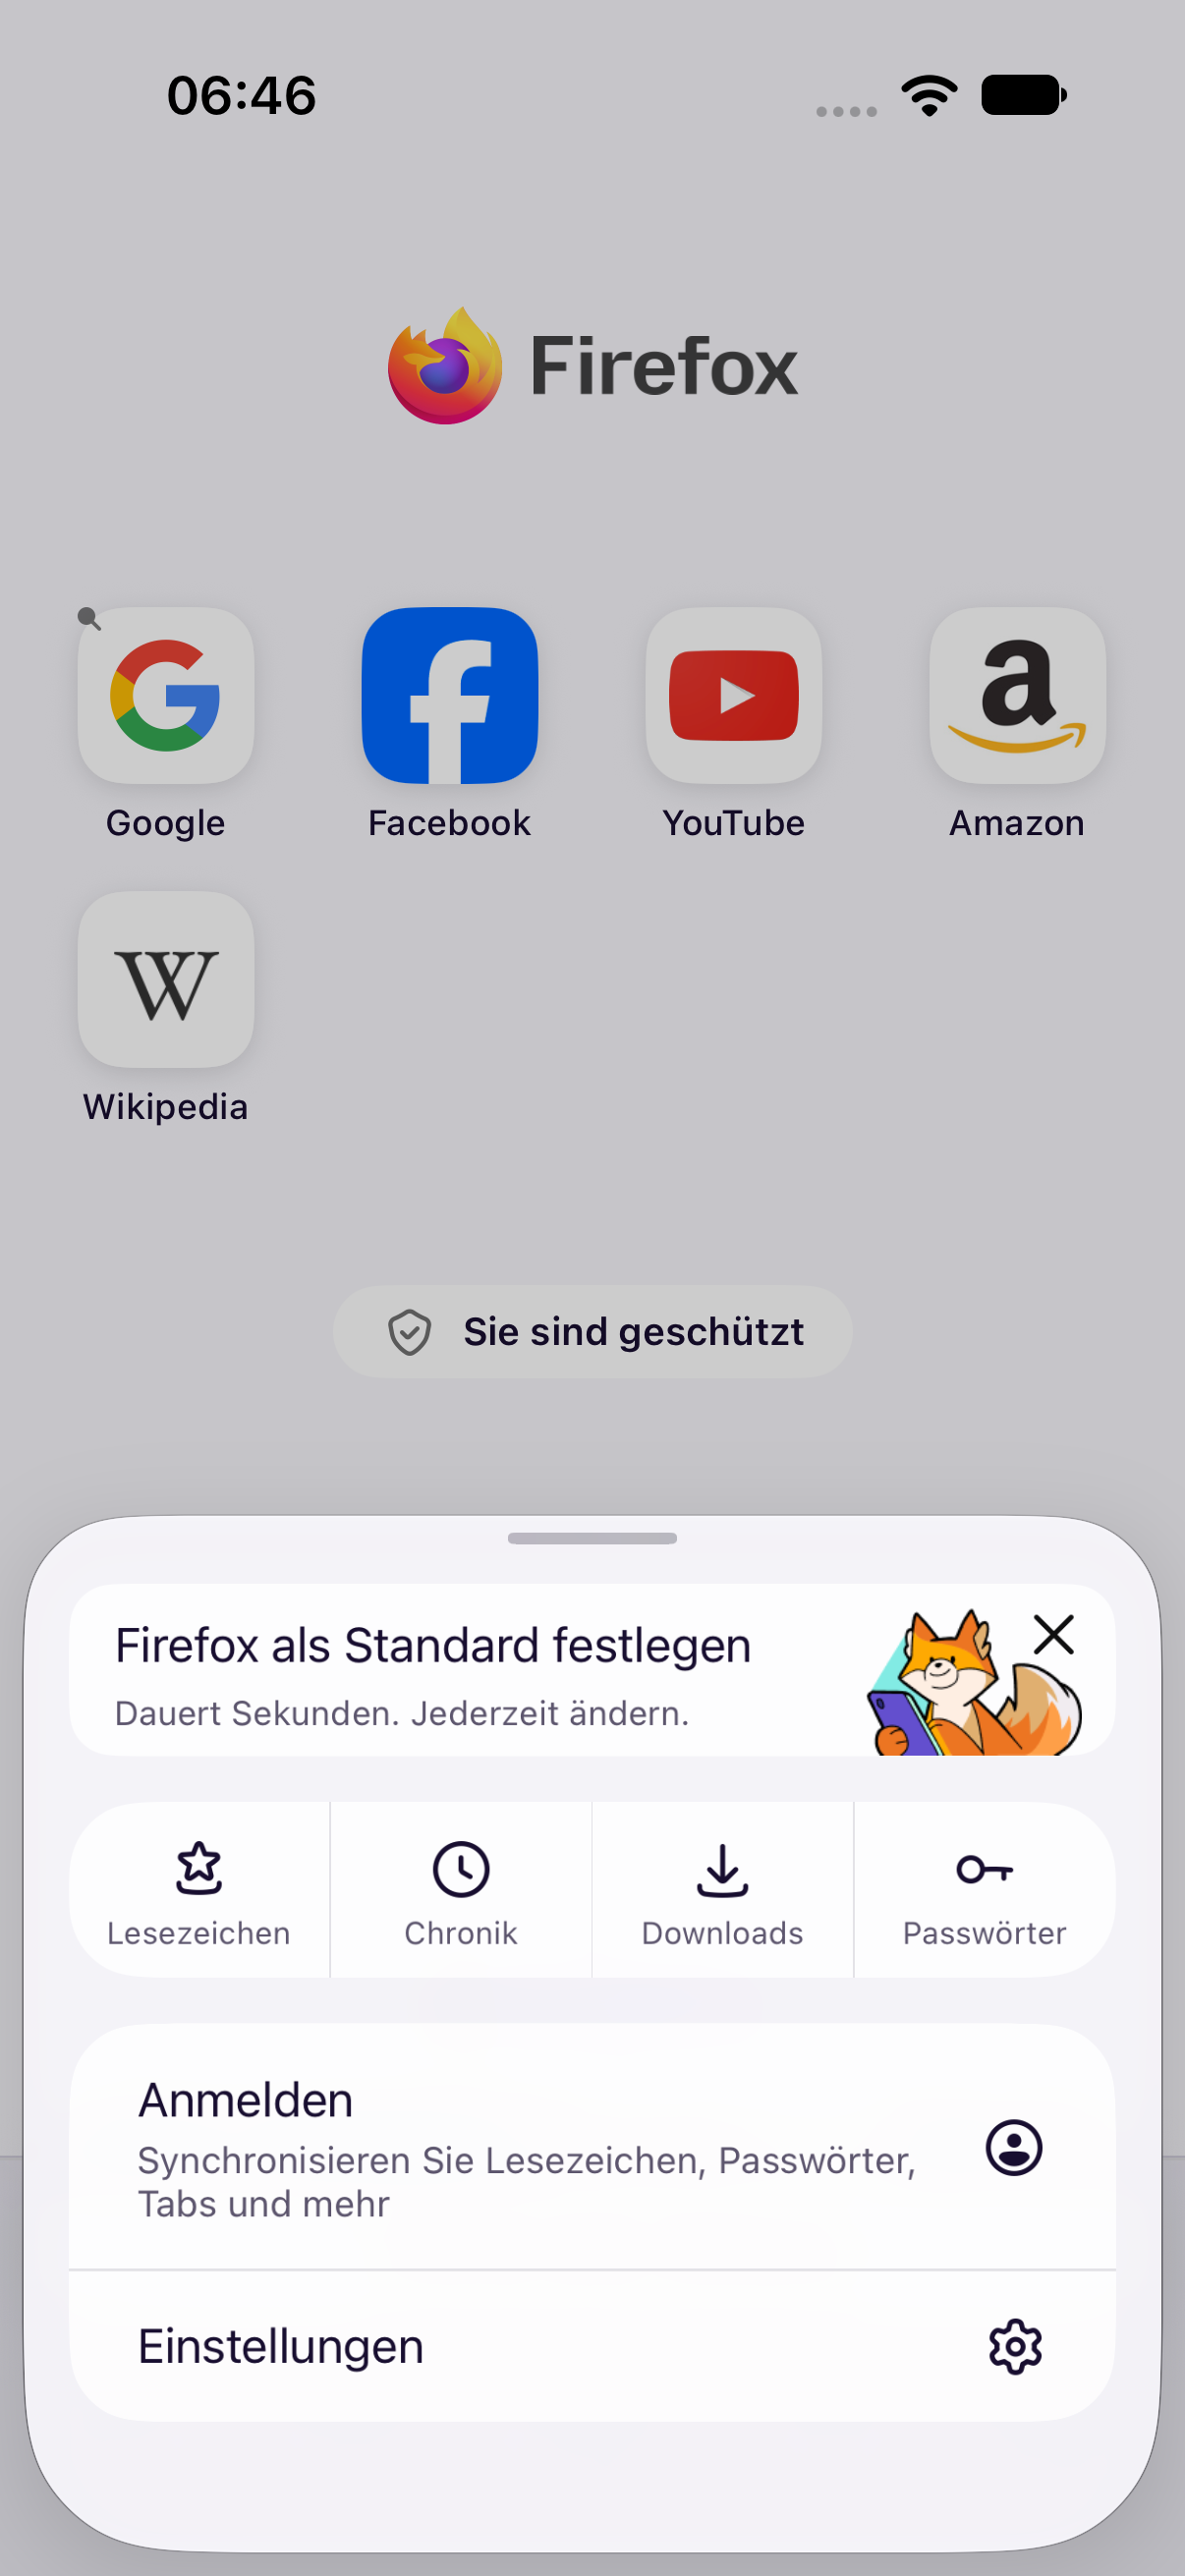 06:46
Firefox
Google
Facebook
YouTube
Amazon
W
Wikipedia
Sie sind geschützt
Firefox als Standard festlegen
Dauert Sekunden. Jederzeit ändern.
Lesezeichen
Chronik
Downloads
Passwörter
Anmelden
Synchronisieren Sie Lesezeichen, Passwörter,
Tabs und mehr
Einstellungen